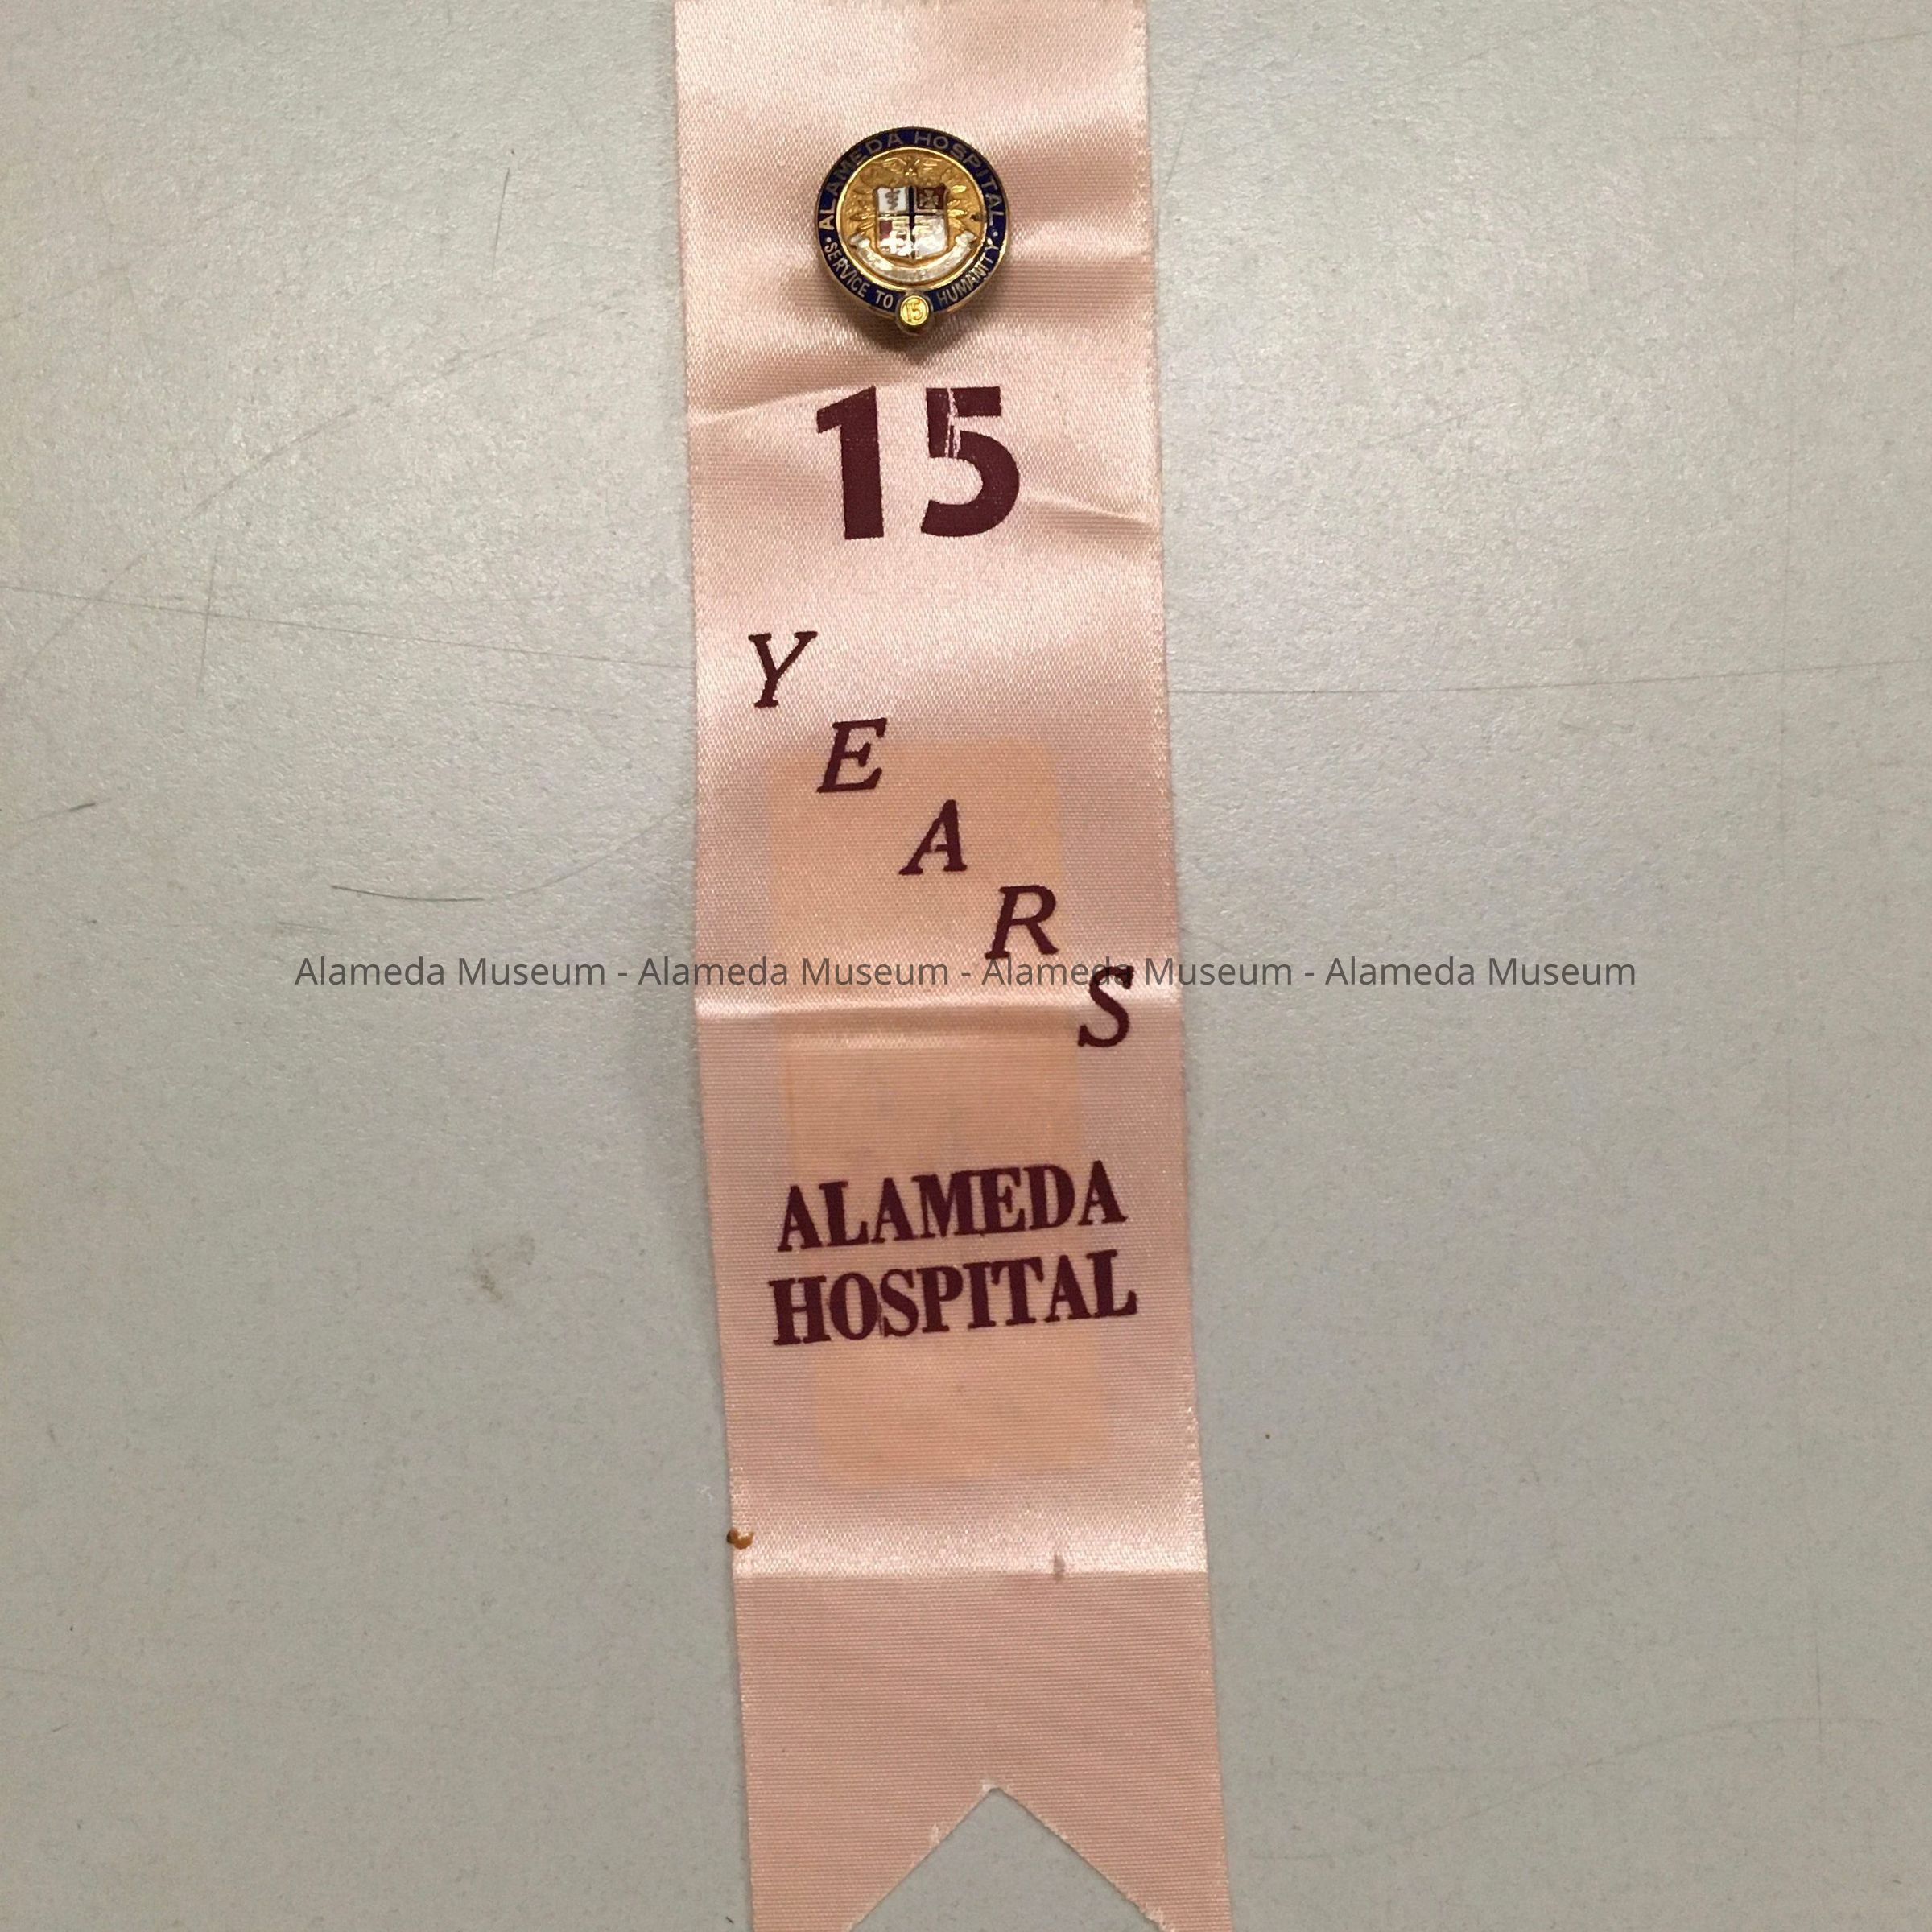 ALAMEDA HOSPITAL
SERVICE TO HUMANITY
15
15
YEARS
Alameda Museum - Alameda Museum - Alameda Museum - Alameda Museum
ALAMEDA
HOSPITAL